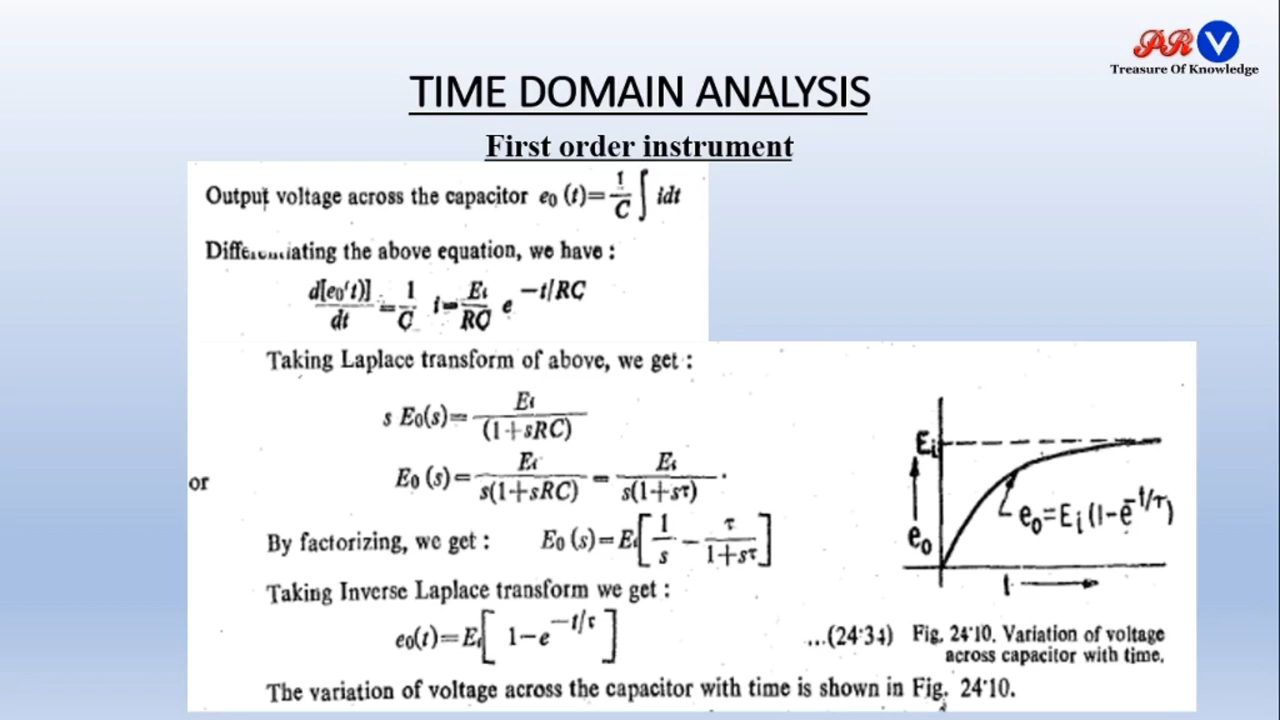 PR V
Treasure Of Knowledge
TIME DOMAIN ANALYSIS
First order instrument
Output voltage across the capacitor e₀ (t)= 1/C ∫ idt
Differentiating the above equation, we have :
d[e₀(t)]/dt = 1/C i = Eᵢ/RC e^−t/RC
Taking Laplace transform of above, we get :
s E₀(s)= Eᵢ/(1+sRC)
or E₀ (s)= Eᵢ/s(1+sRC) = Eᵢ/s(1+sτ) .
By factorizing, we get : E₀ (s)=Eᵢ[1/s − τ/1+sτ]
Taking Inverse Laplace transform we get :
e₀(t)=Eᵢ[ 1−e^−t/τ ] ...(24·34)
The variation of voltage across the capacitor with time is shown in Fig. 24·10.
Eᵢ
e₀
e₀=Eᵢ(1−e^−t/τ)
t
Fig. 24·10. Variation of voltage
across capacitor with time.